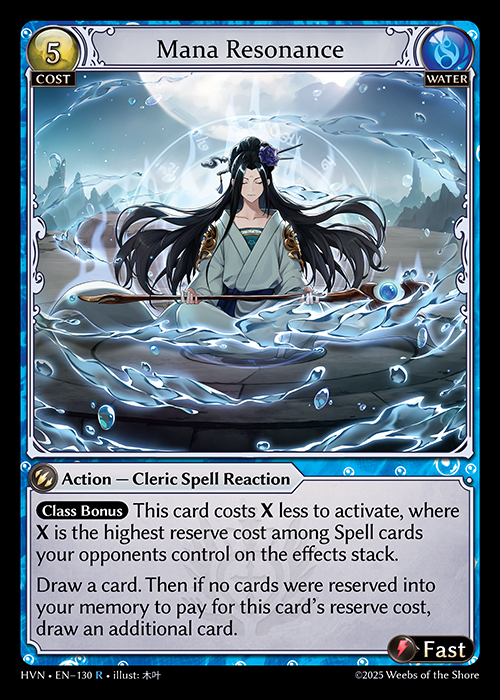 5
Mana Resonance
COST
WATER
Action — Cleric Spell Reaction
Class Bonus This card costs X less to activate, where
X is the highest reserve cost among Spell cards
your opponents control on the effects stack.
Draw a card. Then if no cards were reserved into
your memory to pay for this card's reserve cost,
draw an additional card.
Fast
HVN • EN-130 R • illust: 木叶
©2025 Weebs of the Shore